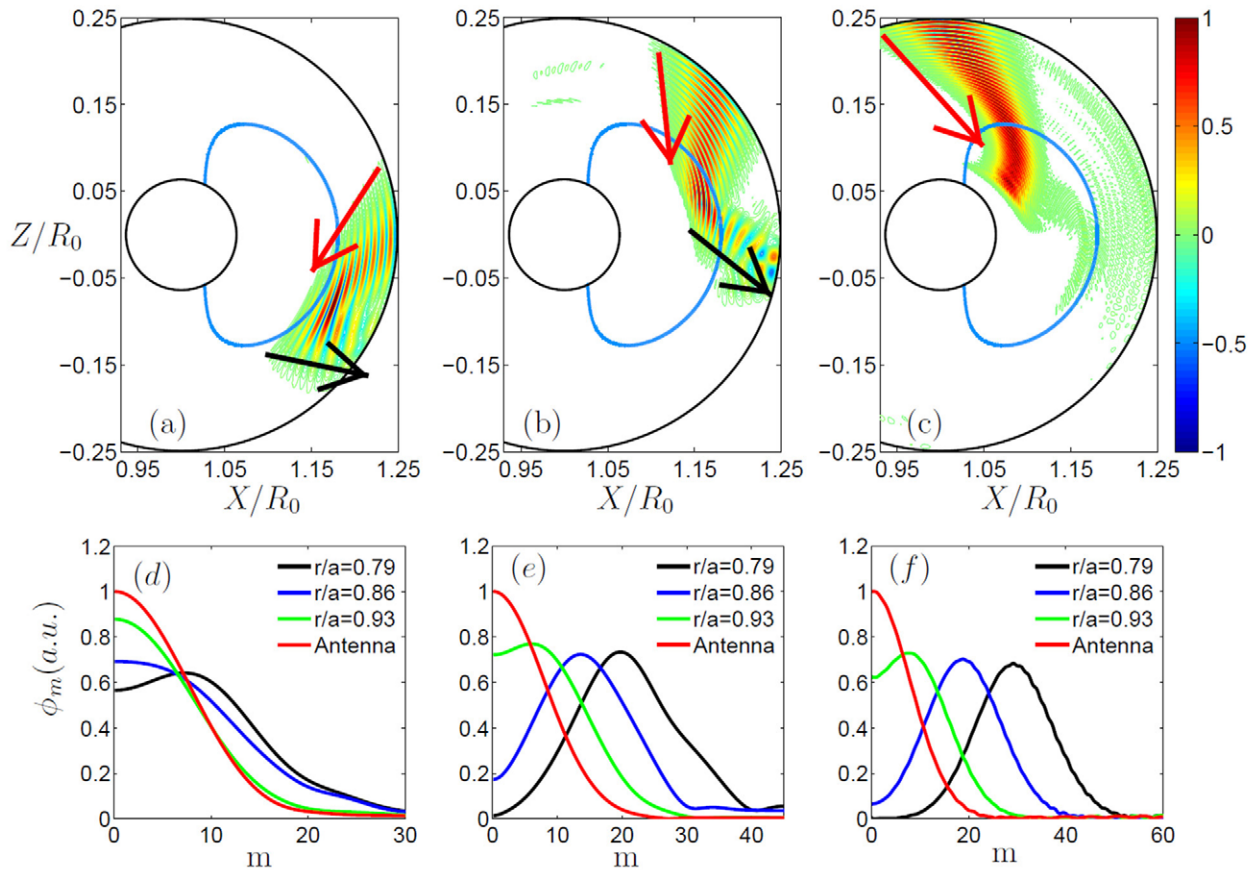 0.25
0.15
0.05
Z/R₀
−0.05
−0.15
−0.25
(a)
0.95 1.05 1.15 1.25
X/R₀
0.25
0.15
0.05
−0.05
−0.15
−0.25
(b)
0.95 1.05 1.15 1.25
X/R₀
0.25
0.15
0.05
−0.05
−0.15
−0.25
(c)
0.95 1.05 1.15 1.25
X/R₀
1
0.5
0
−0.5
−1
ϕₘ(a.u.)
1.2
1
0.8
0.6
0.4
0.2
0
(d)
r/a=0.79
r/a=0.86
r/a=0.93
Antenna
0 10 20 30
m
1.2
1
0.8
0.6
0.4
0.2
0
(e)
r/a=0.79
r/a=0.86
r/a=0.93
Antenna
0 10 20 30 40
m
1.2
1
0.8
0.6
0.4
0.2
0
(f)
r/a=0.79
r/a=0.86
r/a=0.93
Antenna
0 20 40 60
m